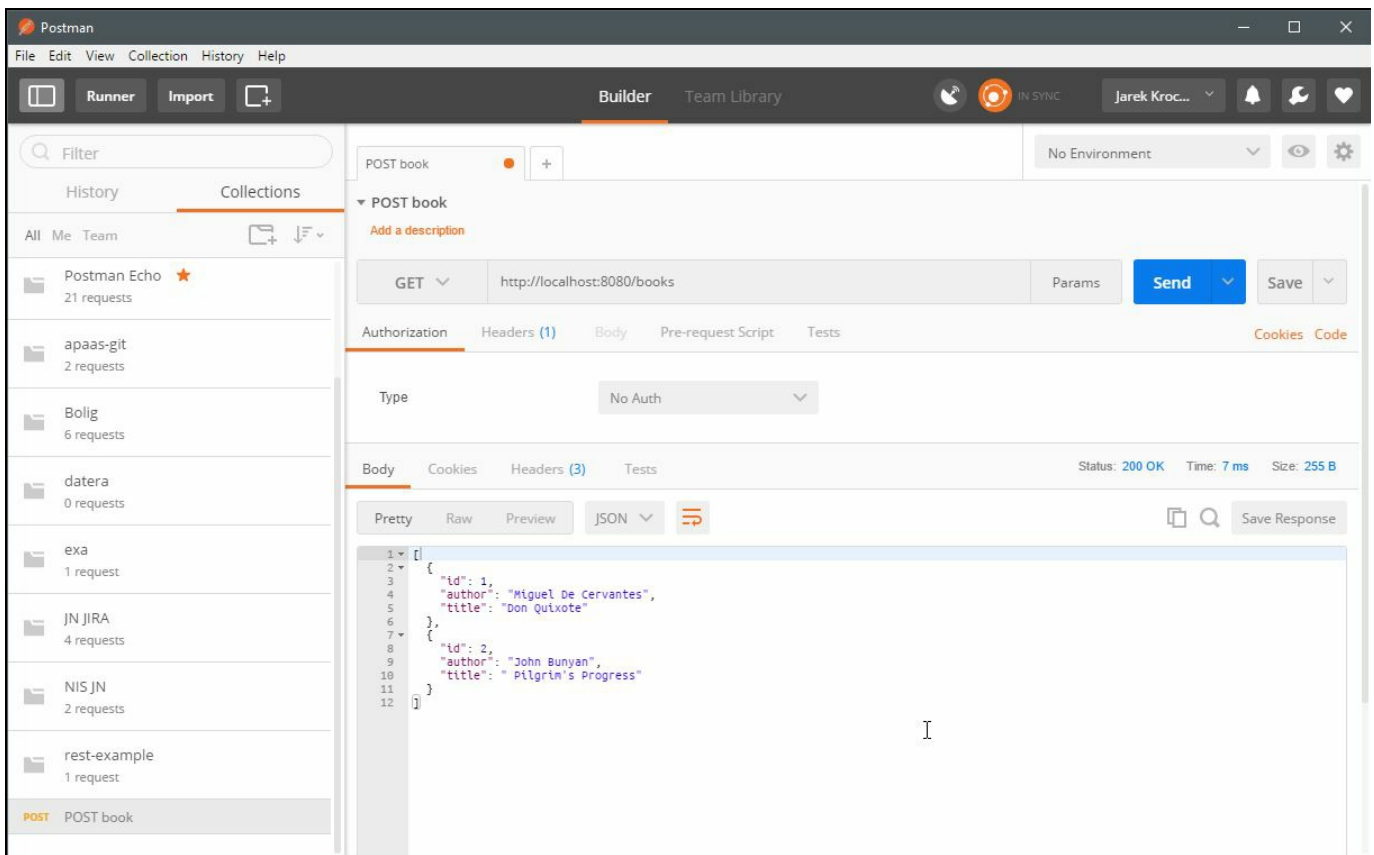 Postman
File Edit View Collection History Help
Runner Import Builder Team Library IN SYNC Jarek Kroc...
Filter
History Collections
All Me Team
Postman Echo
21 requests
apaas-git
2 requests
Bolig
6 requests
datera
0 requests
exa
1 request
JN JIRA
4 requests
NIS JN
2 requests
rest-example
1 request
POST POST book
POST book +
No Environment
POST book
Add a description
GET http://localhost:8080/books Params Send Save
Authorization Headers (1) Body Pre-request Script Tests Cookies Code
Type No Auth
Body Cookies Headers (3) Tests Status: 200 OK Time: 7 ms Size: 255 B
Pretty Raw Preview JSON Save Response
1 [
2 {
3 "id": 1,
4 "author": "Miguel De Cervantes",
5 "title": "Don Quixote"
6 },
7 {
8 "id": 2,
9 "author": "John Bunyan",
10 "title": " Pilgrim's Progress"
11 }
12 ]